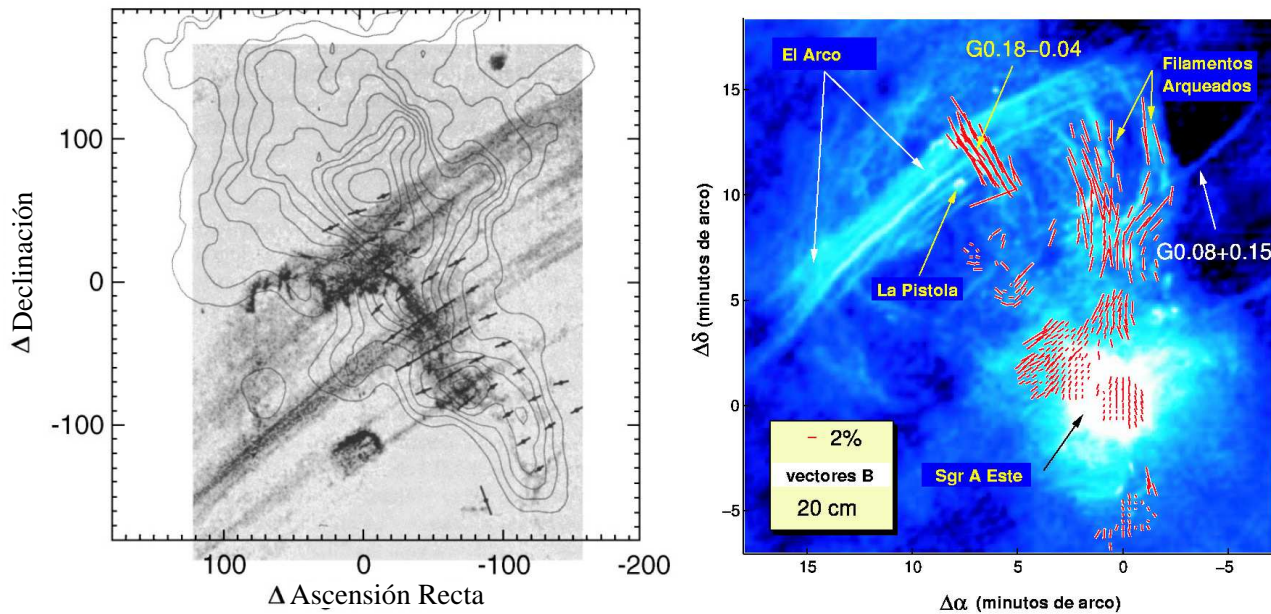 100
0
-100
Δ Declinación
100
0
-100
-200
Δ Ascensión Recta
El Arco
G0.18−0.04
Filamentos
Arqueados
La Pistola
G0.08+0.15
Sgr A Este
− 2%
vectores B
20 cm
15
10
5
0
−5
Δδ (minutos de arco)
15
10
5
0
−5
Δα (minutos de arco)